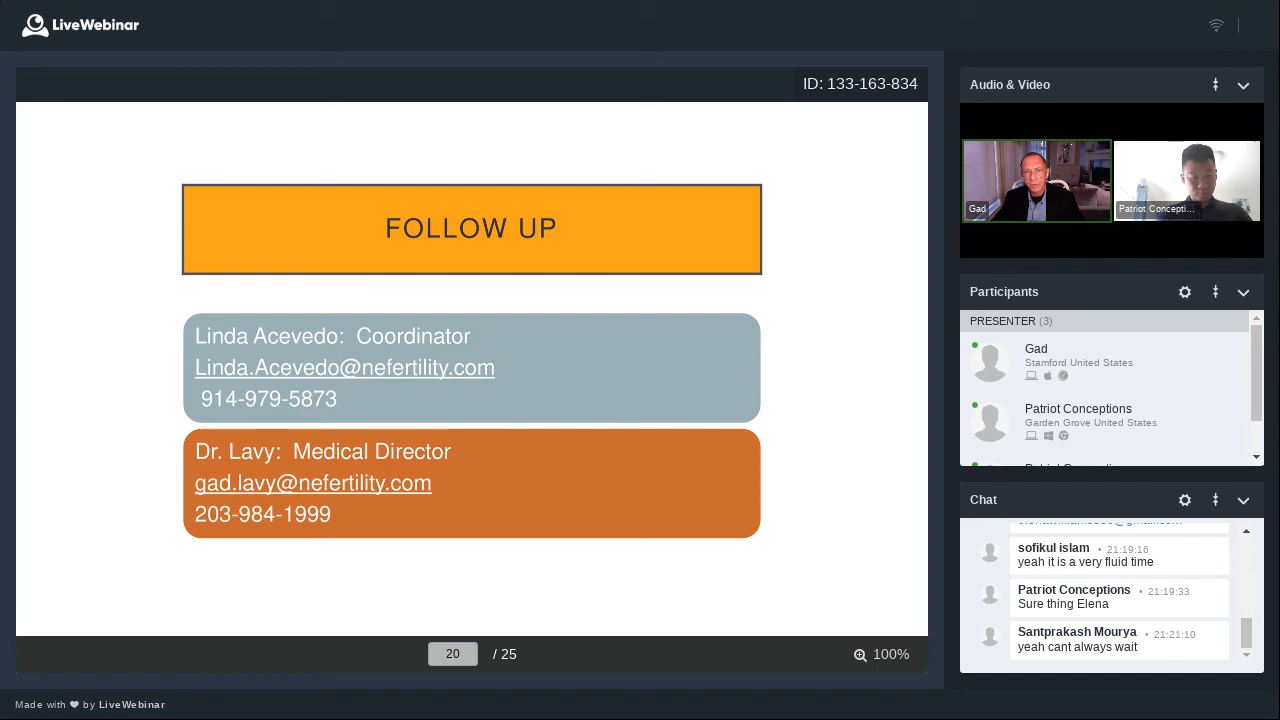 LiveWebinar
ID: 133-163-834
FOLLOW UP
Linda Acevedo:  Coordinator
Linda.Acevedo@nefertility.com
914-979-5873
Dr. Lavy:  Medical Director
gad.lavy@nefertility.com
203-984-1999
20 / 25
100%
Made with ❤ by LiveWebinar
Audio & Video
Gad
Patriot Concepti...
Participants
PRESENTER (3)
Gad
Stamford United States
Patriot Conceptions
Garden Grove United States
Chat
sofikul islam • 21:19:16
yeah it is a very fluid time
Patriot Conceptions • 21:19:33
Sure thing Elena
Santprakash Mourya • 21:21:10
yeah cant always wait